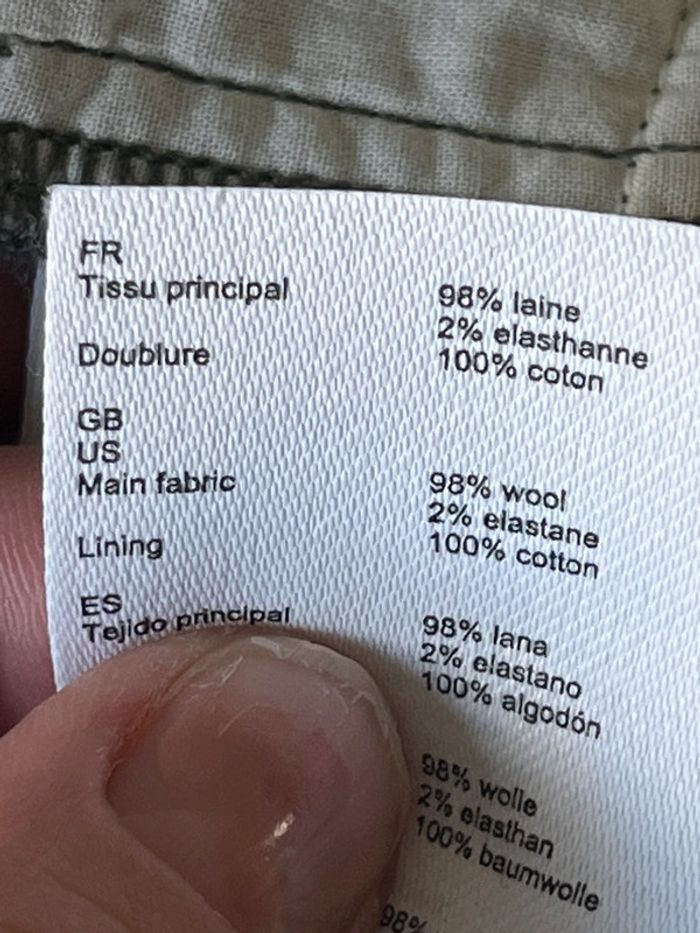 FR
Tissu principal 98% laine
2% elasthanne
Doublure 100% coton
GB
US
Main fabric 98% wool
2% elastane
Lining 100% cotton
ES
Tejido principal 98% lana
2% elastano
100% algodón
98% wolle
2% elasthan
100% baumwolle
98%